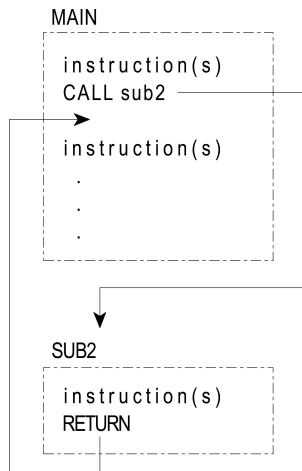 MAIN
instruction(s)
CALL sub2
instruction(s)
.
.
.
SUB2
instruction(s)
RETURN